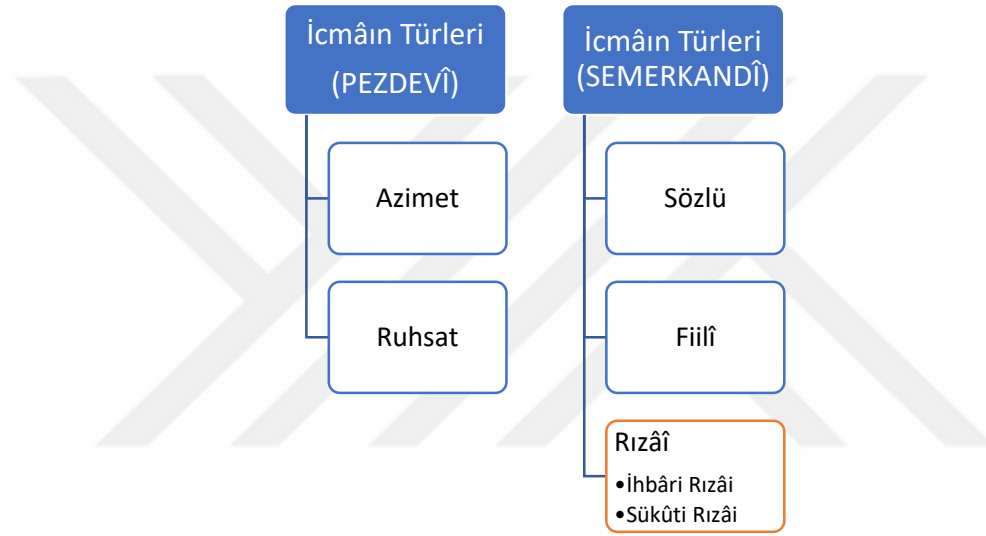 İcmâın Türleri
(PEZDEVÎ)
Azimet
Ruhsat
İcmâın Türleri
(SEMERKANDÎ)
Sözlü
Fiilî
Rızâî
•İhbâri Rızâi
•Sükûti Rızâi